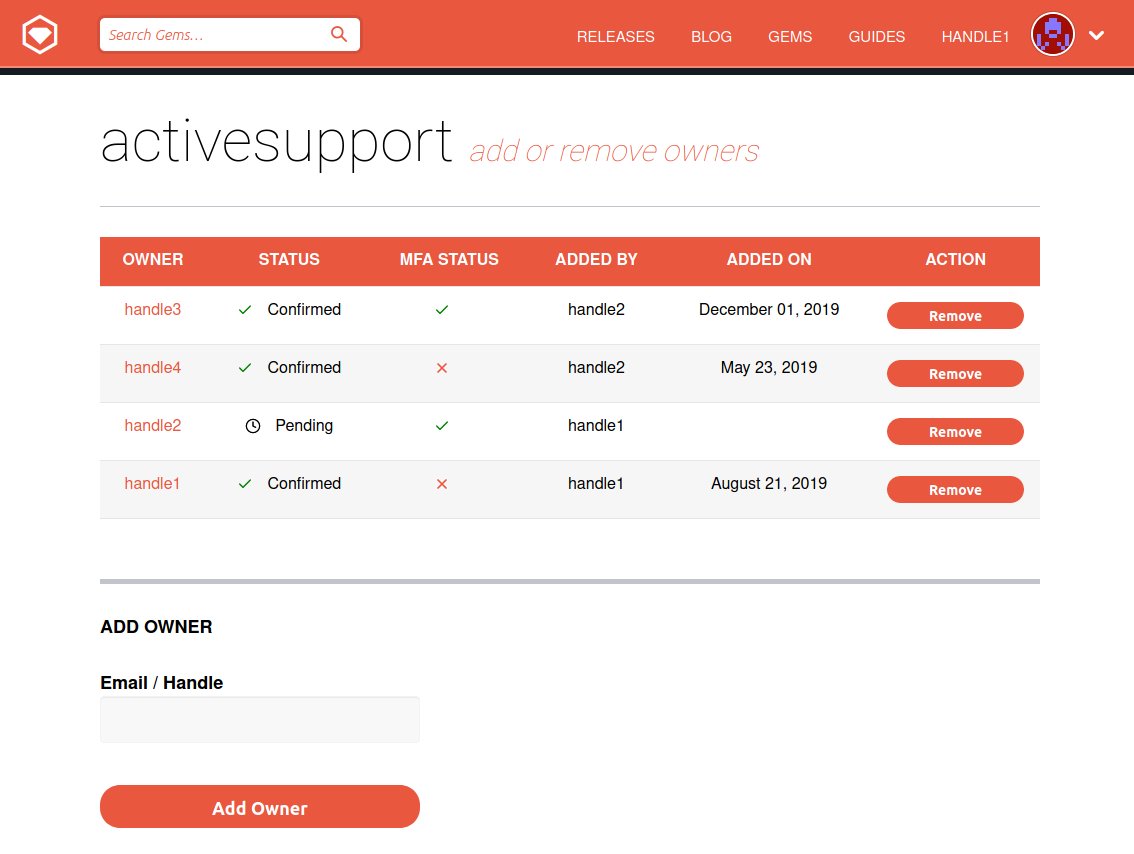 Search Gems…
RELEASES BLOG GEMS GUIDES HANDLE1
activesupport add or remove owners
OWNER STATUS MFA STATUS ADDED BY ADDED ON ACTION
handle3 Confirmed handle2 December 01, 2019 Remove
handle4 Confirmed handle2 May 23, 2019 Remove
handle2 Pending handle1 Remove
handle1 Confirmed handle1 August 21, 2019 Remove
ADD OWNER
Email / Handle
Add Owner